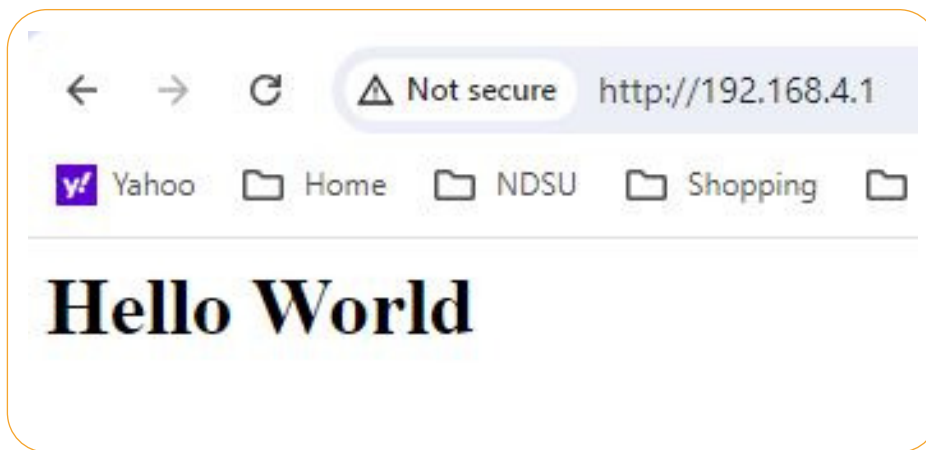 Not secure http://192.168.4.1
y! Yahoo Home NDSU Shopping
Hello World